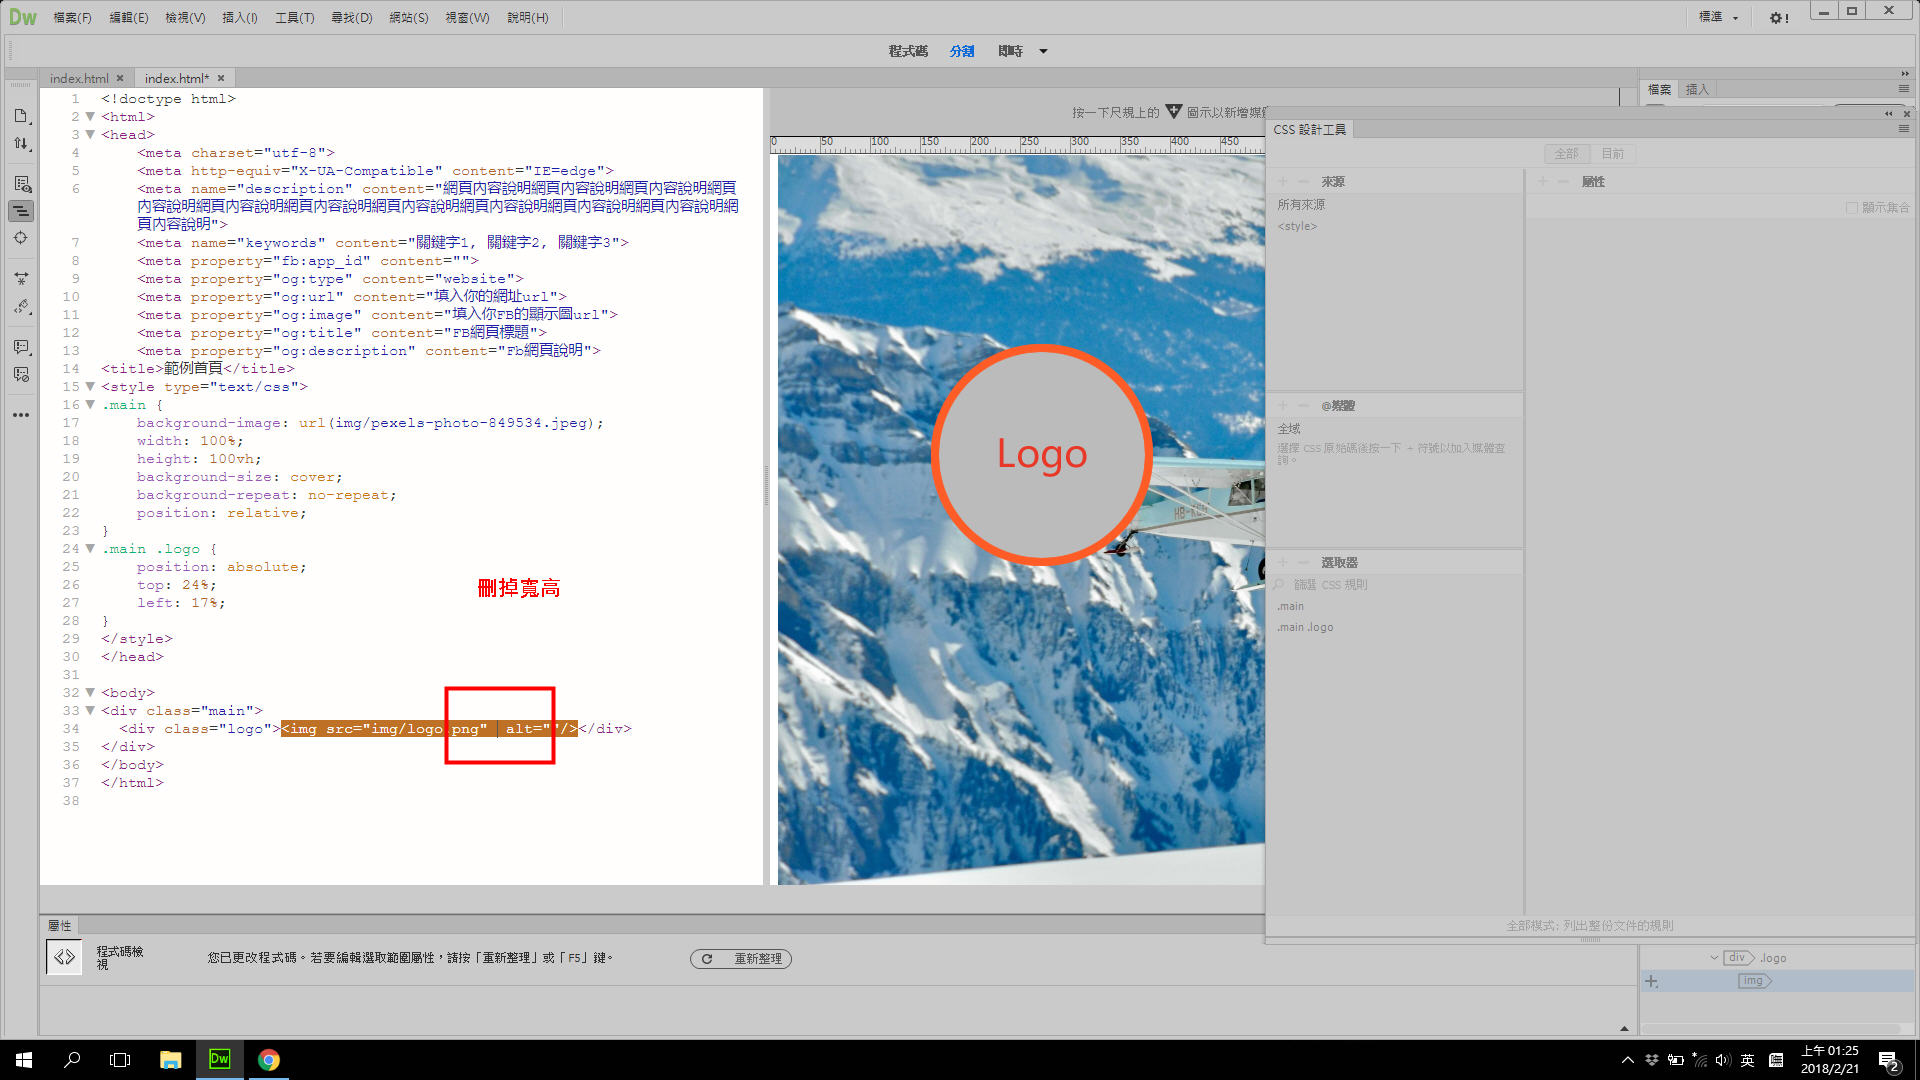 Dw 檔案(F) 編輯(E) 檢視(V) 插入(I) 工具(T) 尋找(D) 網站(S) 視窗(W) 說明(H) 標準
程式碼 分割 即時
index.html index.html*
檔案 插入
1 <!doctype html>
2 <html>
3 <head>
4 <meta charset="utf-8">
5 <meta http-equiv="X-UA-Compatible" content="IE=edge">
6 <meta name="description" content="網頁內容說明網頁內容說明網頁內容說明網頁
內容說明網頁內容說明網頁內容說明網頁內容說明網頁內容說明網頁內容說明網頁內容說明網
頁內容說明">
7 <meta name="keywords" content="關鍵字1, 關鍵字2, 關鍵字3">
8 <meta property="fb:app_id" content="">
9 <meta property="og:type" content="website">
10 <meta property="og:url" content="填入你的網址url">
11 <meta property="og:image" content="填入你FB的顯示圖url">
12 <meta property="og:title" content="FB網頁標題">
13 <meta property="og:description" content="Fb網頁說明">
14 <title>範例首頁</title>
15 <style type="text/css">
16 .main {
17 background-image: url(img/pexels-photo-849534.jpeg);
18 width: 100%;
19 height: 100vh;
20 background-size: cover;
21 background-repeat: no-repeat;
22 position: relative;
23 }
24 .main .logo {
25 position: absolute;
26 top: 24%;
27 left: 17%;
28 }
29 </style>
30 </head>
31
32 <body>
33 <div class="main">
34 <div class="logo"><img src="img/logo.png" alt=""/></div>
35 </div>
36 </body>
37 </html>
38
刪掉寬高
按一下尺規上的 圖示以新增媒體
0 50 100 150 200 250 300 350 400 450
Logo
CSS 設計工具
全部 目前
來源
所有來源
<style>
屬性
顯示集合
@媒體
全域
選擇 CSS 原始碼後按一下 + 符號以加入媒體查
詢。
選取器
篩選 CSS 規則
.main
.main .logo
全部模式: 列出整份文件的規則
屬性
程式碼檢
視
您已更改程式碼。若要編輯選取範圍屬性，請按「重新整理」或「F5」鍵。
重新整理
div .logo
img
Dw
英
上午 01:25
2018/2/21
2